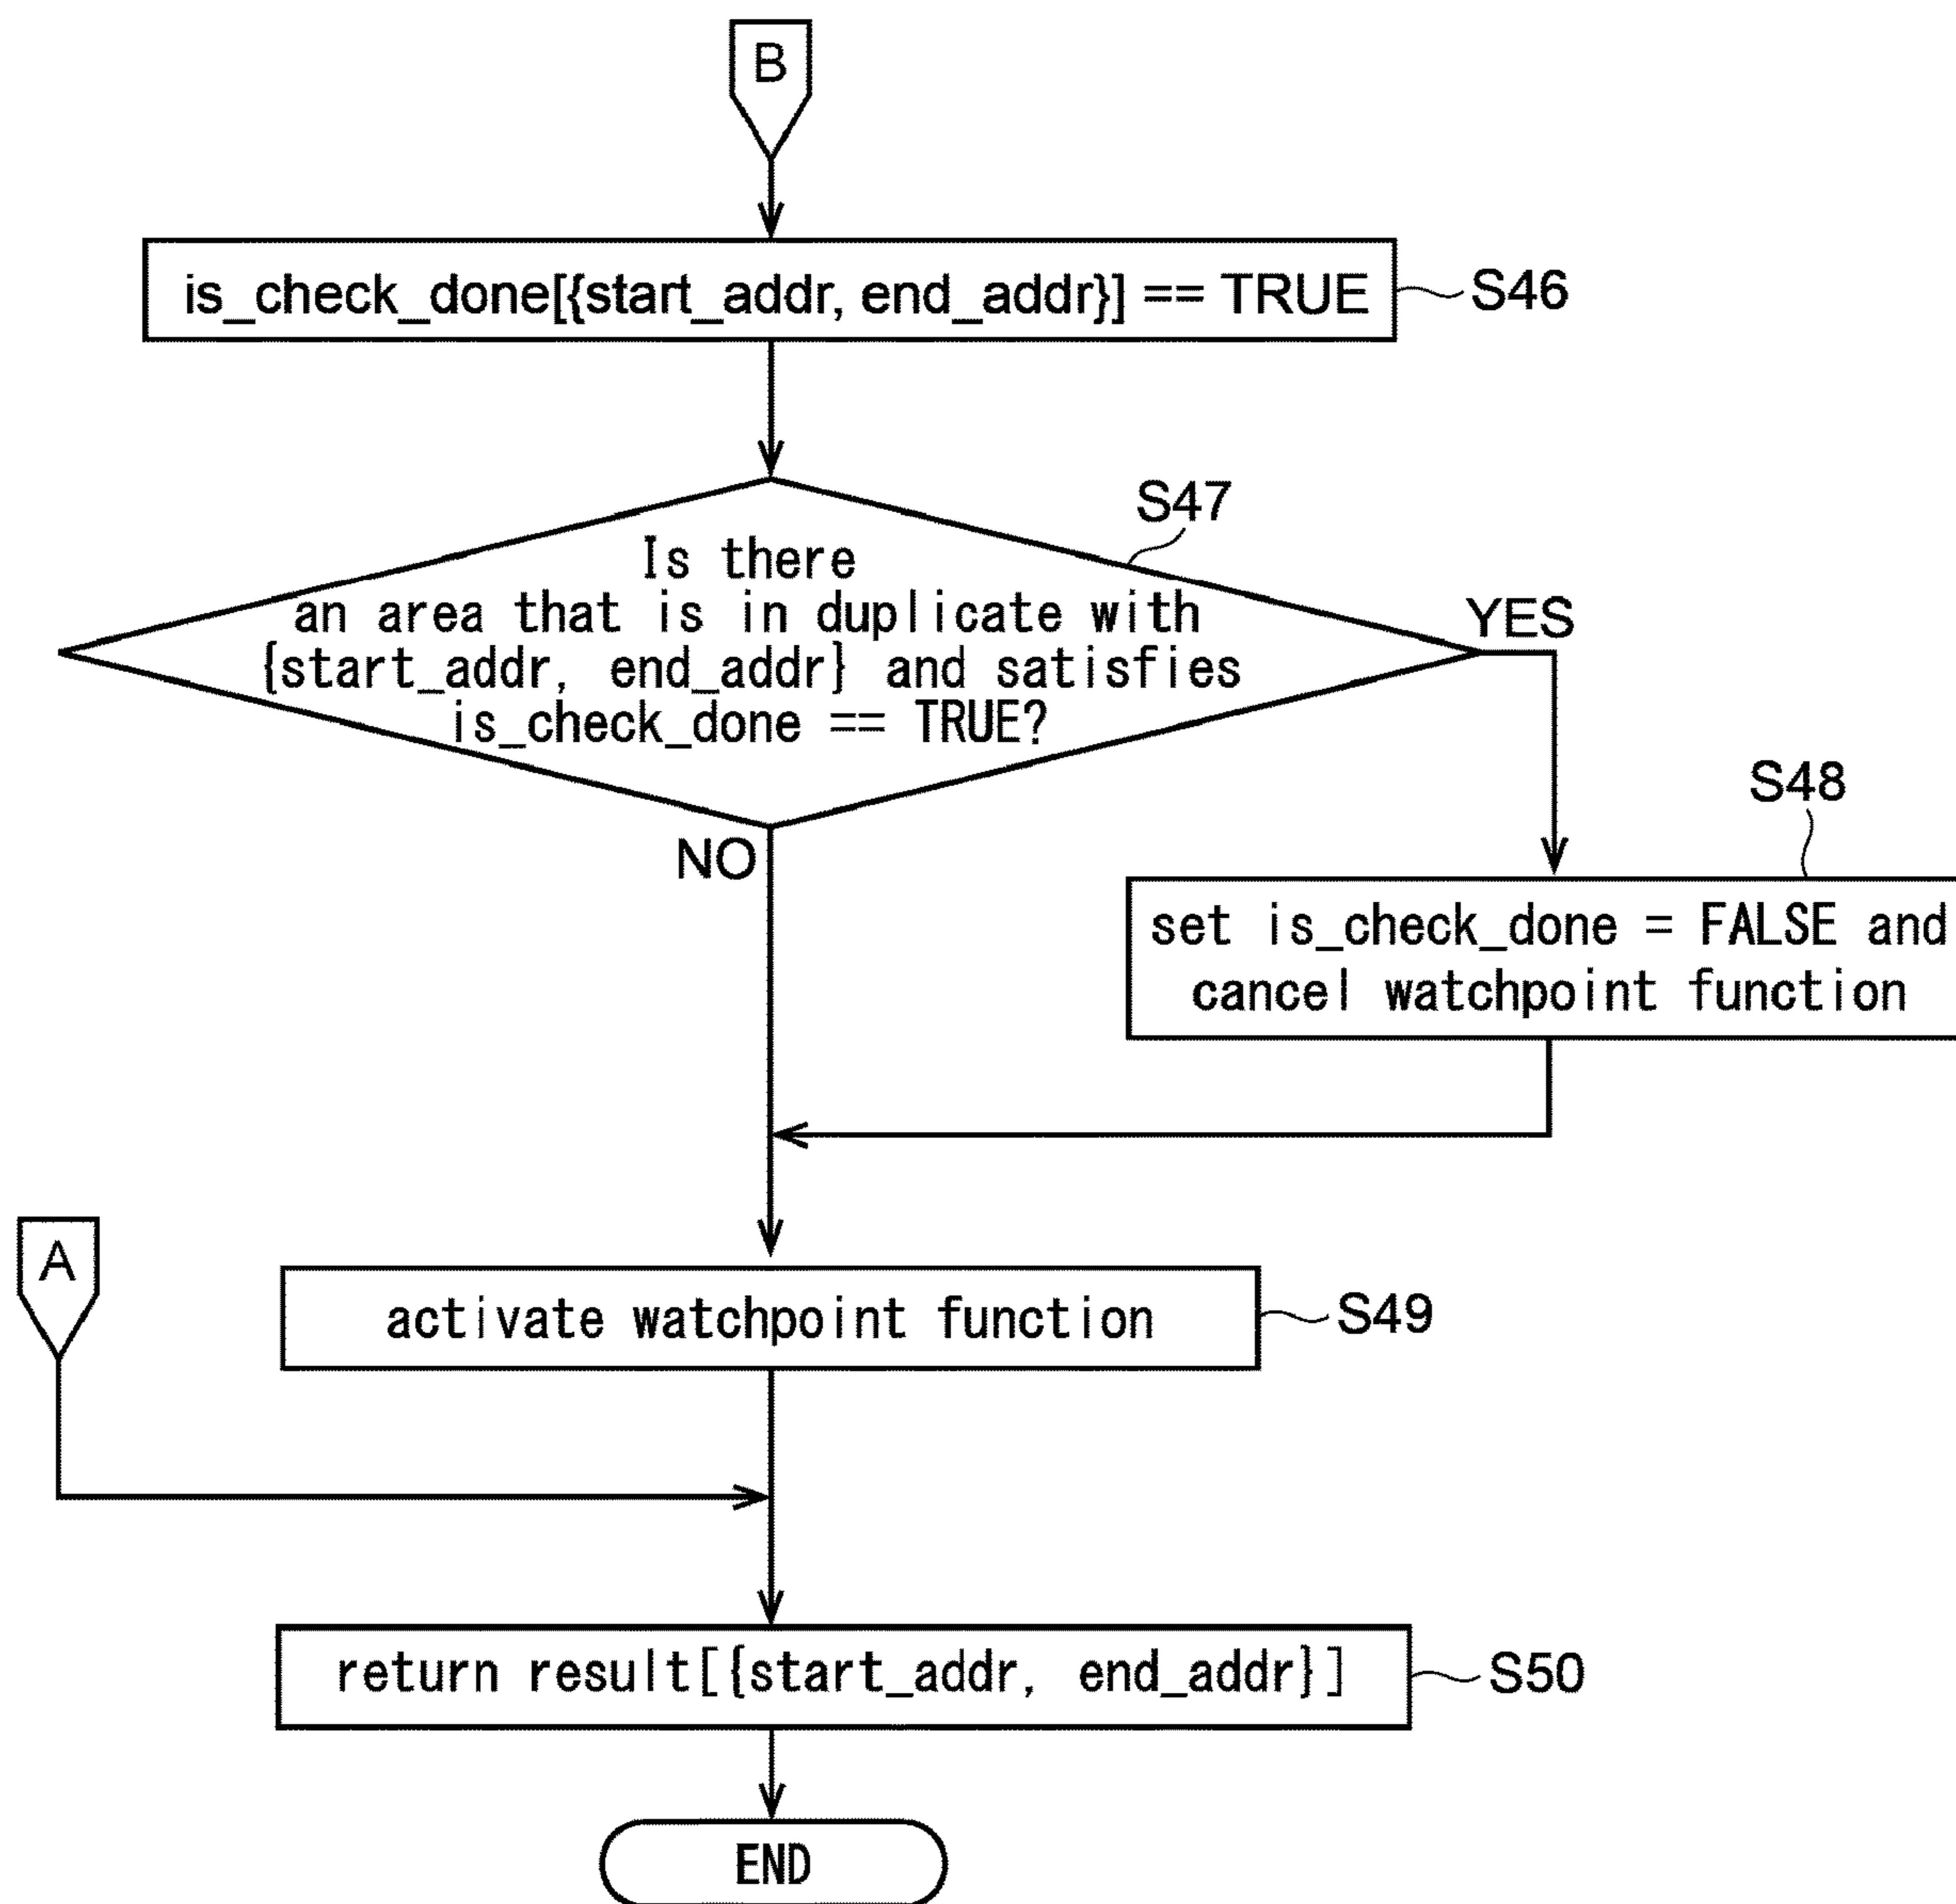 B
is_check_done[{start_addr, end_addr}] == TRUE
S46
S47
Is there
an area that is in duplicate with
{start_addr, end_addr} and satisfies
is_check_done == TRUE?
YES
NO
S48
set is_check_done = FALSE and
cancel watchpoint function
A
activate watchpoint function
S49
return result[{start_addr, end_addr}]
S50
END